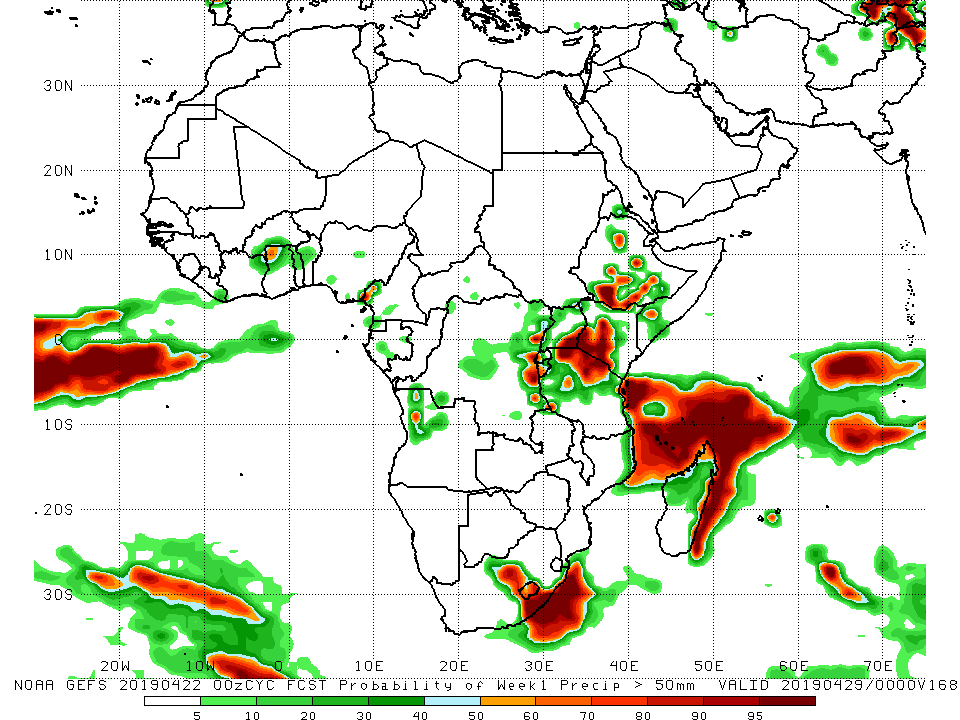 30N
20N
10N
0
10S
.20S
30S
20W 10W 0 10E 20E 30E 40E 50E 60E 70E
NOAA GEFS 20190422 00zCYC FCST Probability of Week1 Precip > 50mm VALID 20190429/0000V168
5 10 20 30 40 50 60 70 80 90 95